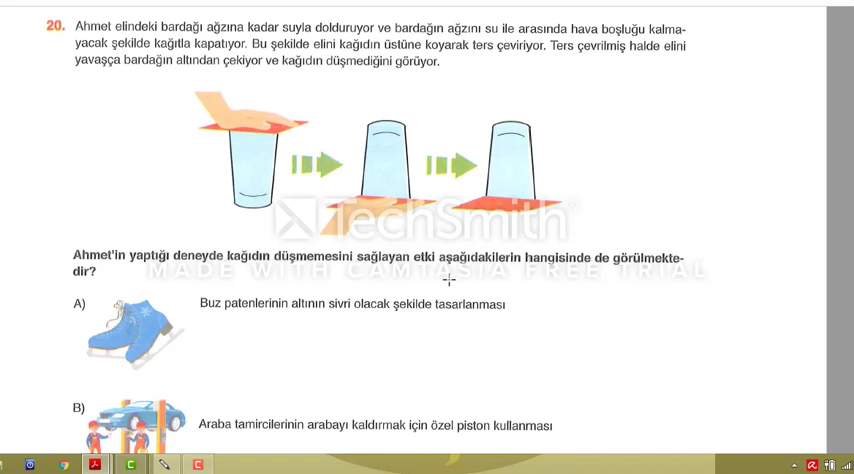 20. Ahmet elindeki bardağı ağzına kadar suyla dolduruyor ve bardağın ağzını su ile arasında hava boşluğu kalma-
yacak şekilde kağıtla kapatıyor. Bu şekilde elini kağıdın üstüne koyarak ters çeviriyor. Ters çevrilmiş halde elini
yavaşça bardağın altından çekiyor ve kağıdın düşmediğini görüyor.
TechSmith
Ahmet'in yaptığı deneyde kağıdın düşmemesini sağlayan etki aşağıdakilerin hangisinde de görülmekte-
dir?
MADE WITH CAMTASIA FREE TRIAL
A) Buz patenlerinin altının sivri olacak şekilde tasarlanması
B) Araba tamircilerinin arabayı kaldırmak için özel piston kullanması